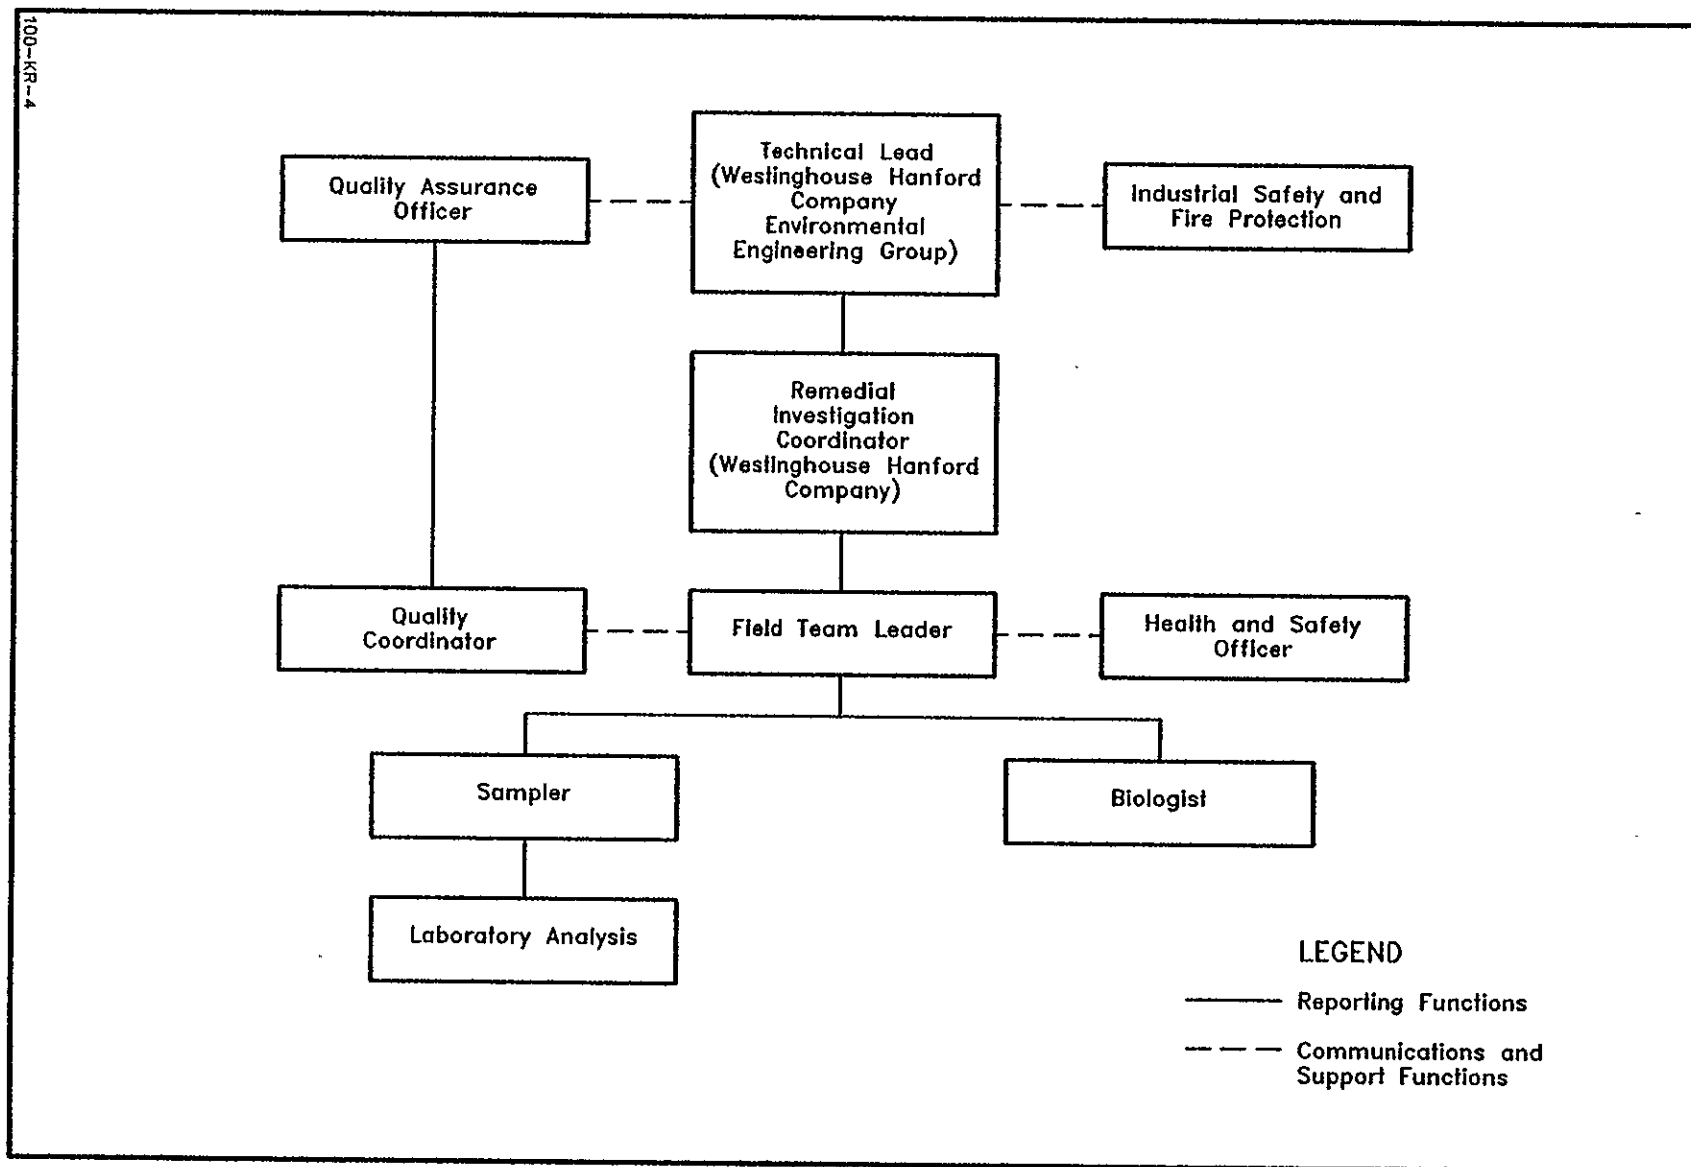 100-KR-4
Technical Lead
(Westinghouse Hanford
Company
Environmental
Engineering Group)
Quality Assurance
Officer
Industrial Safety and
Fire Protection
Remedial
Investigation
Coordinator
(Westinghouse Hanford
Company)
Quality
Coordinator
Field Team Leader
Health and Safety
Officer
Sampler
Biologist
Laboratory Analysis
LEGEND
Reporting Functions
Communications and
Support Functions